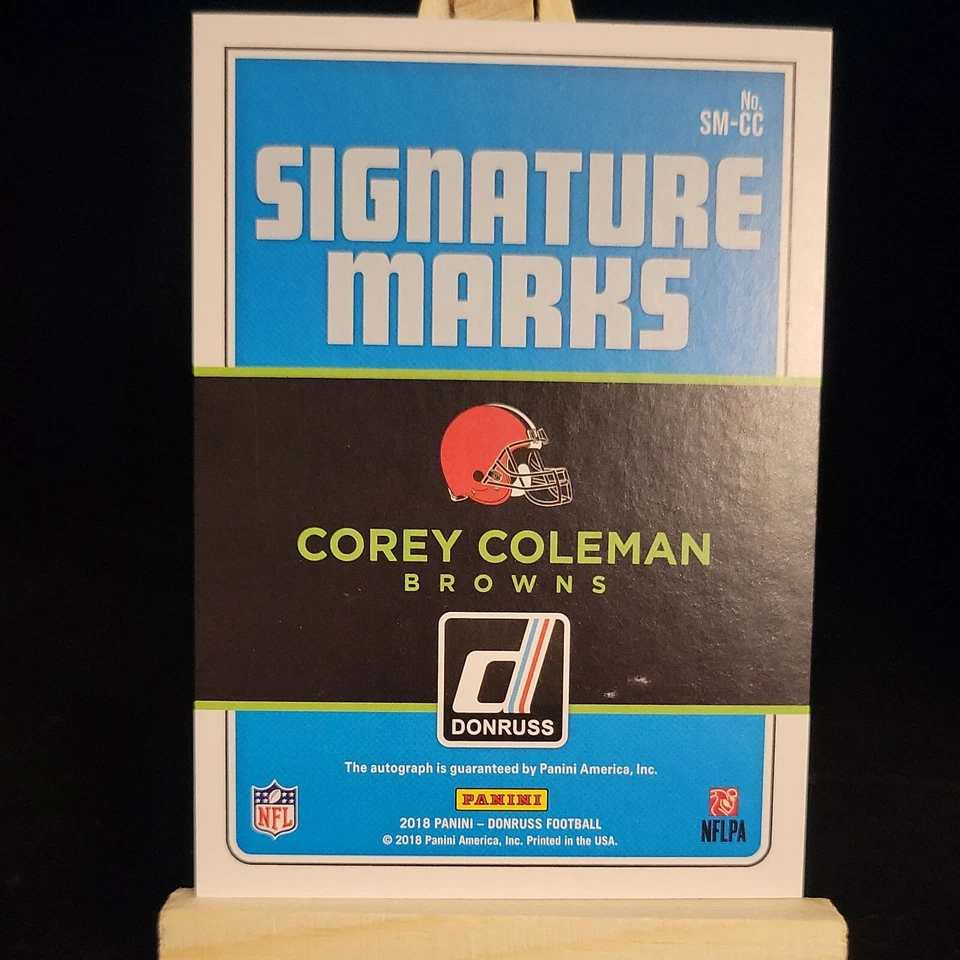 No.
SM-CC
SIGNATURE
MARKS
COREY COLEMAN
BROWNS
d
DONRUSS
The autograph is guaranteed by Panini America, Inc.
PANINI
NFL
2018 PANINI – DONRUSS FOOTBALL
NFLPA
© 2018 Panini America, Inc. Printed in the USA.